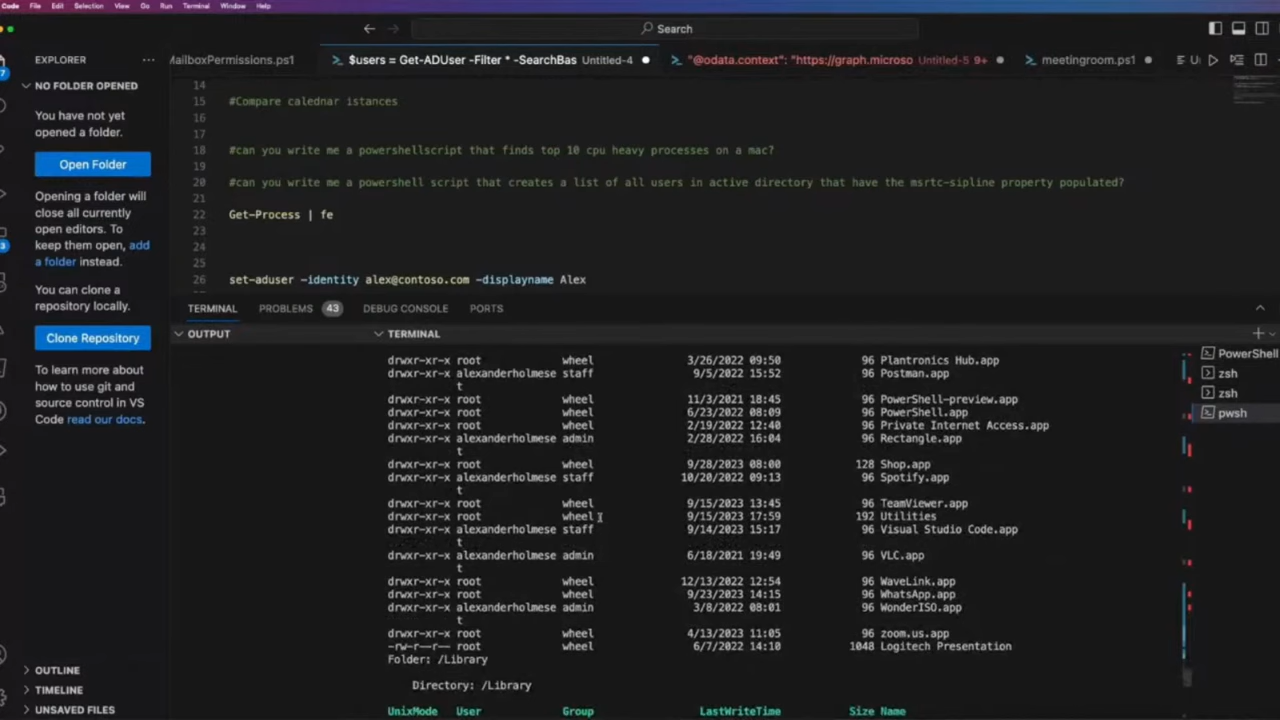 Code File Edit Selection View Go Run Terminal Window Help
Search
EXPLORER
MailboxPermissions.ps1
$users = Get-ADUser -Filter * -SearchBas Untitled-4
"@odata.context": "https://graph.microso Untitled-5 9+
meetingroom.ps1
NO FOLDER OPENED
You have not yet
opened a folder.
Open Folder
Opening a folder will
close all currently
open editors. To
keep them open, add
a folder instead.
You can clone a
repository locally.
Clone Repository
To learn more about
how to use git and
source control in VS
Code read our docs.
OUTLINE
TIMELINE
UNSAVED FILES
14
15 #Compare calednar istances
16
17
18 #can you write me a powershellscript that finds top 10 cpu heavy processes on a mac?
19
20 #can you write me a powershell script that creates a list of all users in active directory that have the msrtc-sipline property populated?
21
22 Get-Process | fe
23
24
25
26 set-aduser -identity alex@contoso.com -displayname Alex
TERMINAL PROBLEMS 43 DEBUG CONSOLE PORTS
OUTPUT
TERMINAL
drwxr-xr-x root wheel 3/26/2022 09:50 96 Plantronics Hub.app
drwxr-xr-x alexanderholmese staff 9/5/2022 15:52 96 Postman.app
t
drwxr-xr-x root wheel 11/3/2021 18:45 96 PowerShell-preview.app
drwxr-xr-x root wheel 6/23/2022 08:09 96 PowerShell.app
drwxr-xr-x root wheel 2/19/2022 12:40 96 Private Internet Access.app
drwxr-xr-x alexanderholmese admin 2/28/2022 16:04 96 Rectangle.app
t
drwxr-xr-x root wheel 9/28/2023 08:00 128 Shop.app
drwxr-xr-x alexanderholmese staff 10/20/2022 09:13 96 Spotify.app
t
drwxr-xr-x root wheel 9/15/2023 13:45 96 TeamViewer.app
drwxr-xr-x root wheel 9/15/2023 17:59 192 Utilities
drwxr-xr-x alexanderholmese staff 9/14/2023 15:17 96 Visual Studio Code.app
t
drwxr-xr-x alexanderholmese admin 6/18/2021 19:49 96 VLC.app
t
drwxr-xr-x root wheel 12/13/2022 12:54 96 WaveLink.app
drwxr-xr-x root wheel 9/23/2023 14:15 96 WhatsApp.app
drwxr-xr-x alexanderholmese admin 3/8/2022 08:01 96 WonderISO.app
t
drwxr-xr-x root wheel 4/13/2023 11:05 96 zoom.us.app
-rw-r--r-- root wheel 6/7/2022 14:10 1048 Logitech Presentation
Folder: /Library
Directory: /Library
UnixMode User Group LastWriteTime Size Name
PowerShell
zsh
zsh
pwsh